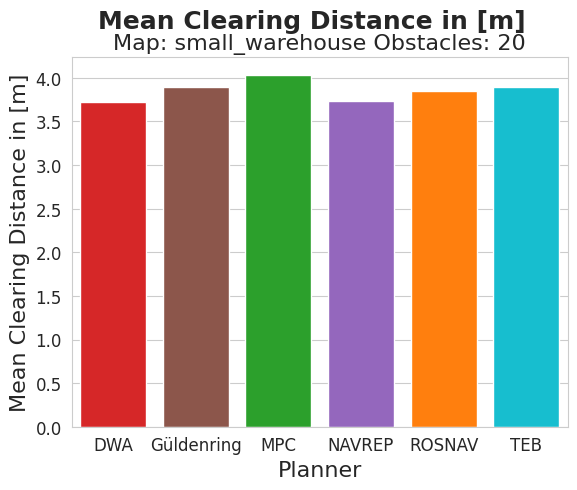 Mean Clearing Distance in [m]
Map: small_warehouse Obstacles: 20
Mean Clearing Distance in [m]
4.0
3.5
3.0
2.5
2.0
1.5
1.0
0.5
0.0
DWA Güldenring MPC NAVREP ROSNAV TEB
Planner